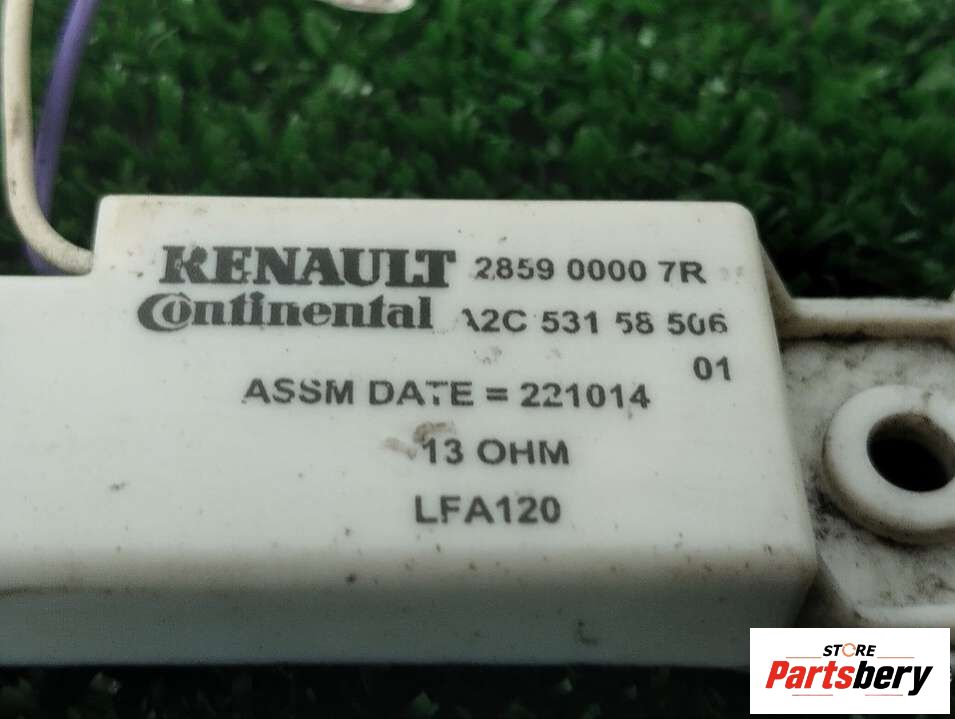 RENAULT 2859 0000 7R
Continental A2C 531 58 506
01
ASSM DATE = 221014
13 OHM
LFA120
STORE
Partsbery